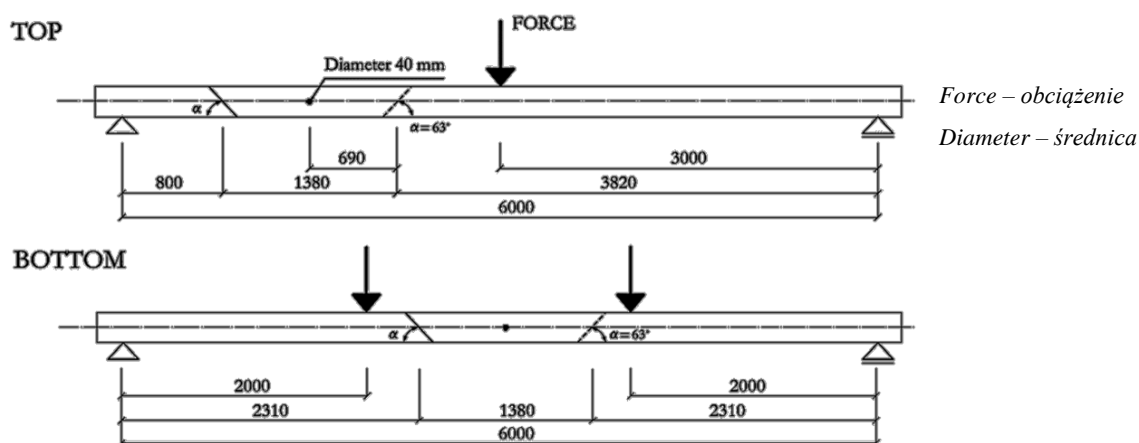 TOP
FORCE
Diameter 40 mm
α
α=63°
Force – obciążenie
Diameter – średnica
690
3000
800
1380
3820
6000
BOTTOM
α
α=63°
2000
2000
2310
1380
2310
6000